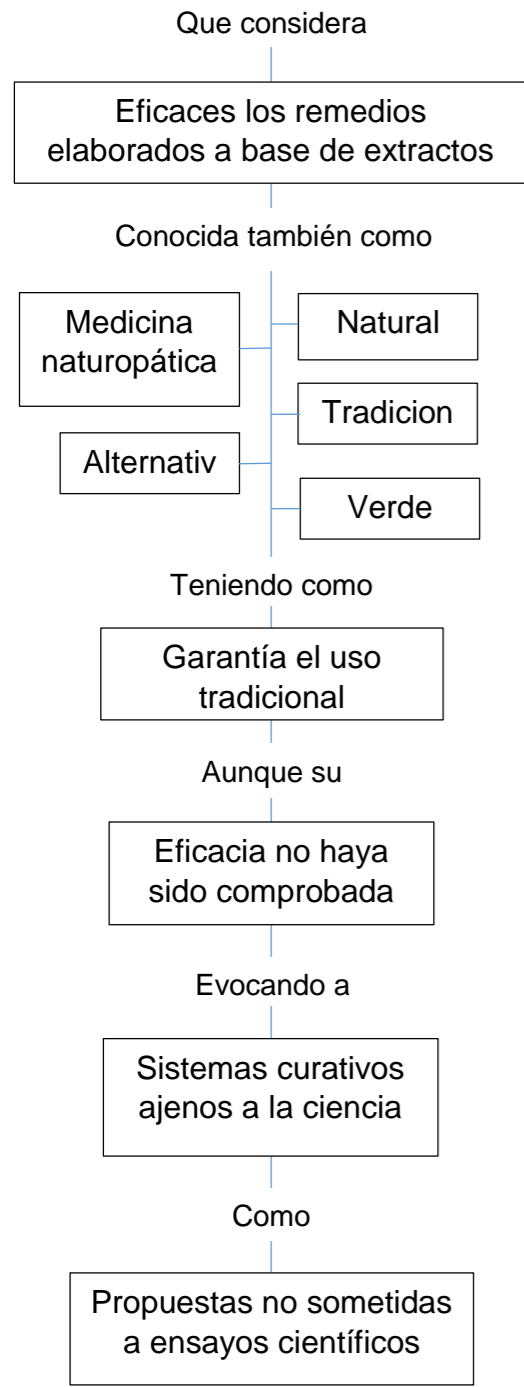 Que considera
Eficaces los remedios
elaborados a base de extractos
Conocida también como
Medicina
naturopática
Natural
Tradicion
Alternativ
Verde
Teniendo como
Garantía el uso
tradicional
Aunque su
Eficacia no haya
sido comprobada
Evocando a
Sistemas curativos
ajenos a la ciencia
Como
Propuestas no sometidas
a ensayos científicos